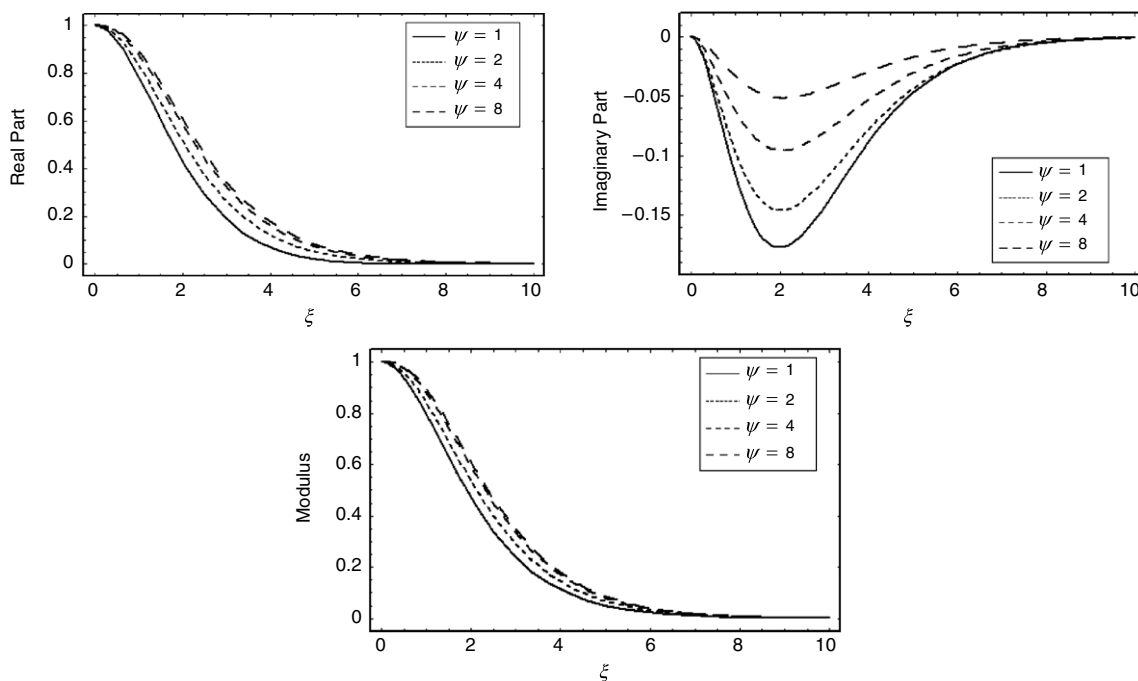 1
0.8
0.6
0.4
0.2
0
Real Part
0 2 4 6 8 10
ξ
ψ = 1
ψ = 2
ψ = 4
ψ = 8
0
−0.05
−0.1
−0.15
Imaginary Part
0 2 4 6 8 10
ξ
ψ = 1
ψ = 2
ψ = 4
ψ = 8
1
0.8
0.6
0.4
0.2
0
Modulus
0 2 4 6 8 10
ξ
ψ = 1
ψ = 2
ψ = 4
ψ = 8